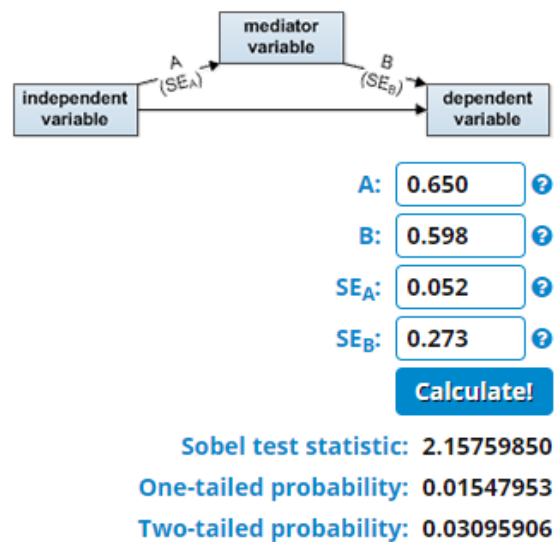 mediator
variable
A
(SEA)
B
(SEB)
independent
variable
dependent
variable
A: 0.650 ?
B: 0.598 ?
SEA: 0.052 ?
SEB: 0.273 ?
Calculate!
Sobel test statistic: 2.15759850
One-tailed probability: 0.01547953
Two-tailed probability: 0.03095906